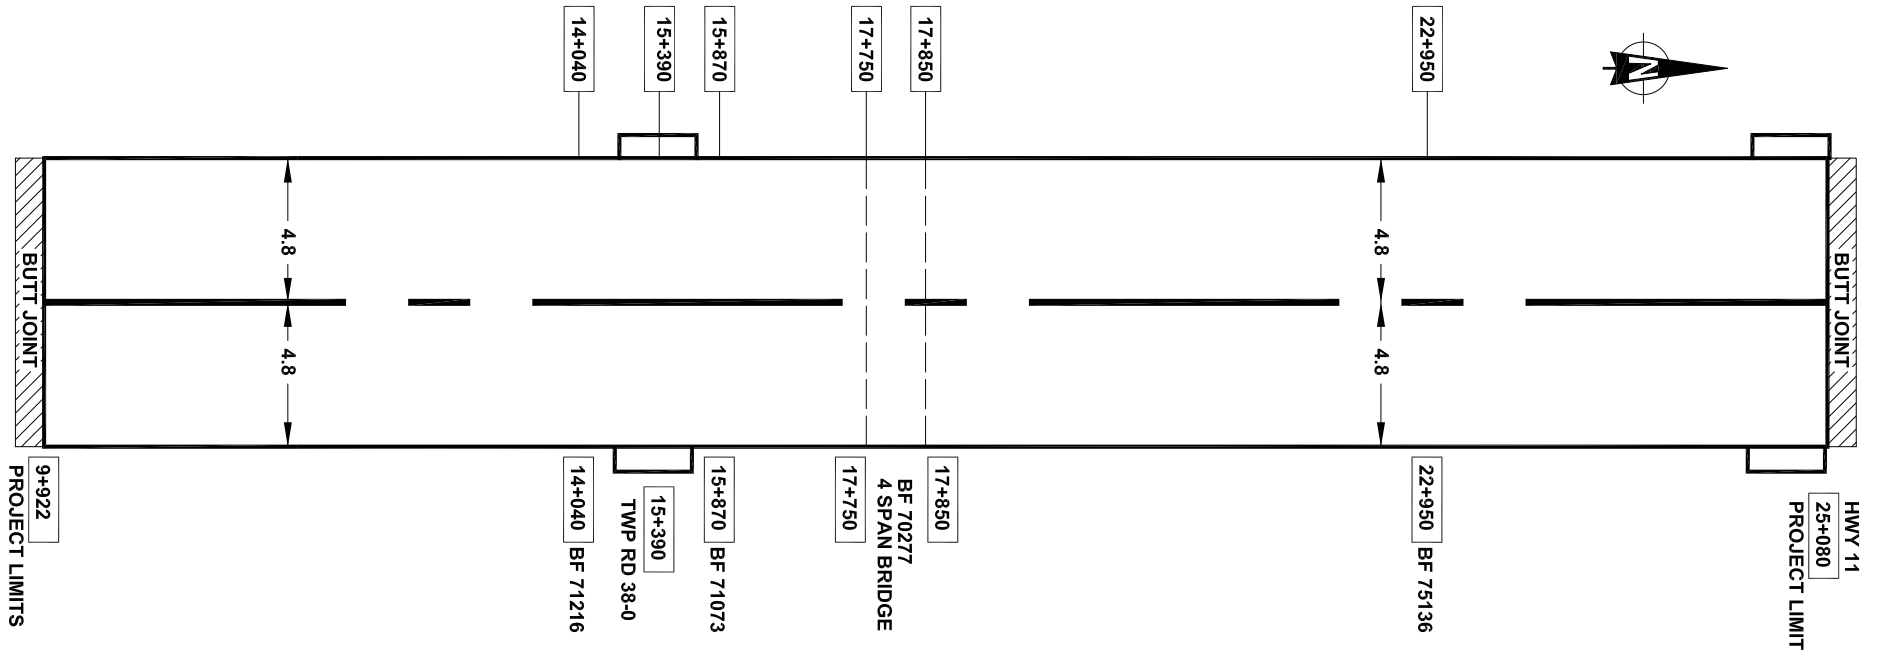 14+040
15+390
15+870
17+750
17+850
22+950
N
4.8
4.8
4.8
4.8
BUTT JOINT
BUTT JOINT
9+922
PROJECT LIMITS
14+040 BF 71216
15+390
TWP RD 38-0
15+870 BF 71073
17+750
BF 70277
4 SPAN BRIDGE
17+850
22+950 BF 75136
HWY 11
25+080
PROJECT LIMIT